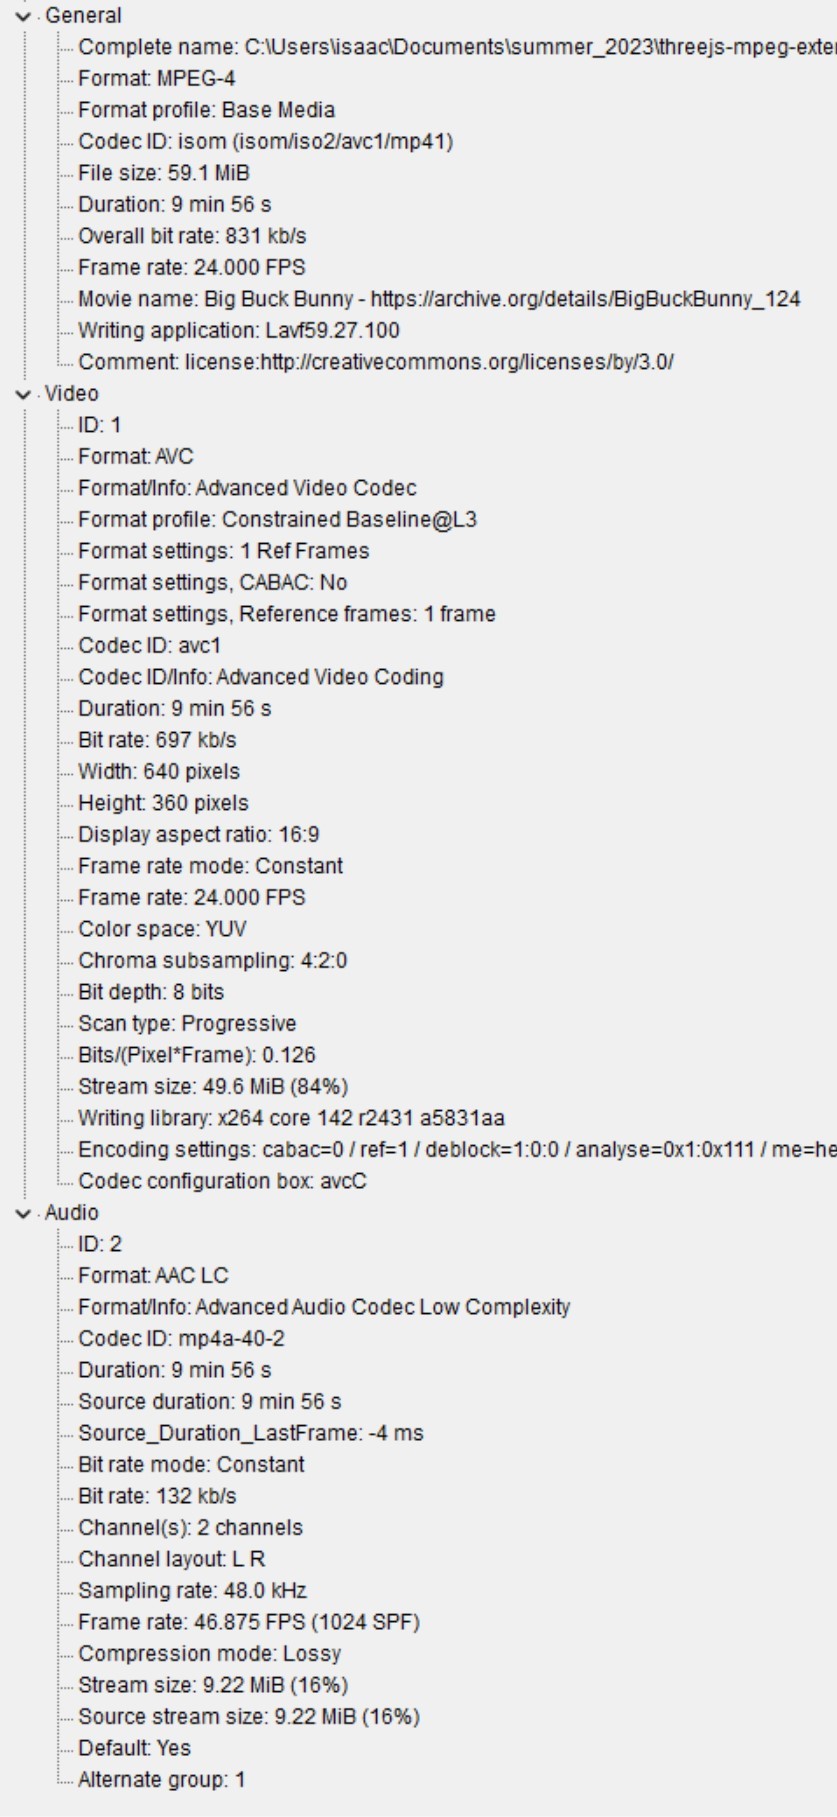 General
Complete name: C:\Users\isaac\Documents\summer_2023\threejs-mpeg-exter
Format: MPEG-4
Format profile: Base Media
Codec ID: isom (isom/iso2/avc1/mp41)
File size: 59.1 MiB
Duration: 9 min 56 s
Overall bit rate: 831 kb/s
Frame rate: 24.000 FPS
Movie name: Big Buck Bunny - https://archive.org/details/BigBuckBunny_124
Writing application: Lavf59.27.100
Comment: license:http://creativecommons.org/licenses/by/3.0/
Video
ID: 1
Format: AVC
Format/Info: Advanced Video Codec
Format profile: Constrained Baseline@L3
Format settings: 1 Ref Frames
Format settings, CABAC: No
Format settings, Reference frames: 1 frame
Codec ID: avc1
Codec ID/Info: Advanced Video Coding
Duration: 9 min 56 s
Bit rate: 697 kb/s
Width: 640 pixels
Height: 360 pixels
Display aspect ratio: 16:9
Frame rate mode: Constant
Frame rate: 24.000 FPS
Color space: YUV
Chroma subsampling: 4:2:0
Bit depth: 8 bits
Scan type: Progressive
Bits/(Pixel*Frame): 0.126
Stream size: 49.6 MiB (84%)
Writing library: x264 core 142 r2431 a5831aa
Encoding settings: cabac=0 / ref=1 / deblock=1:0:0 / analyse=0x1:0x111 / me=he
Codec configuration box: avcC
Audio
ID: 2
Format: AAC LC
Format/Info: Advanced Audio Codec Low Complexity
Codec ID: mp4a-40-2
Duration: 9 min 56 s
Source duration: 9 min 56 s
Source_Duration_LastFrame: -4 ms
Bit rate mode: Constant
Bit rate: 132 kb/s
Channel(s): 2 channels
Channel layout: L R
Sampling rate: 48.0 kHz
Frame rate: 46.875 FPS (1024 SPF)
Compression mode: Lossy
Stream size: 9.22 MiB (16%)
Source stream size: 9.22 MiB (16%)
Default: Yes
Alternate group: 1